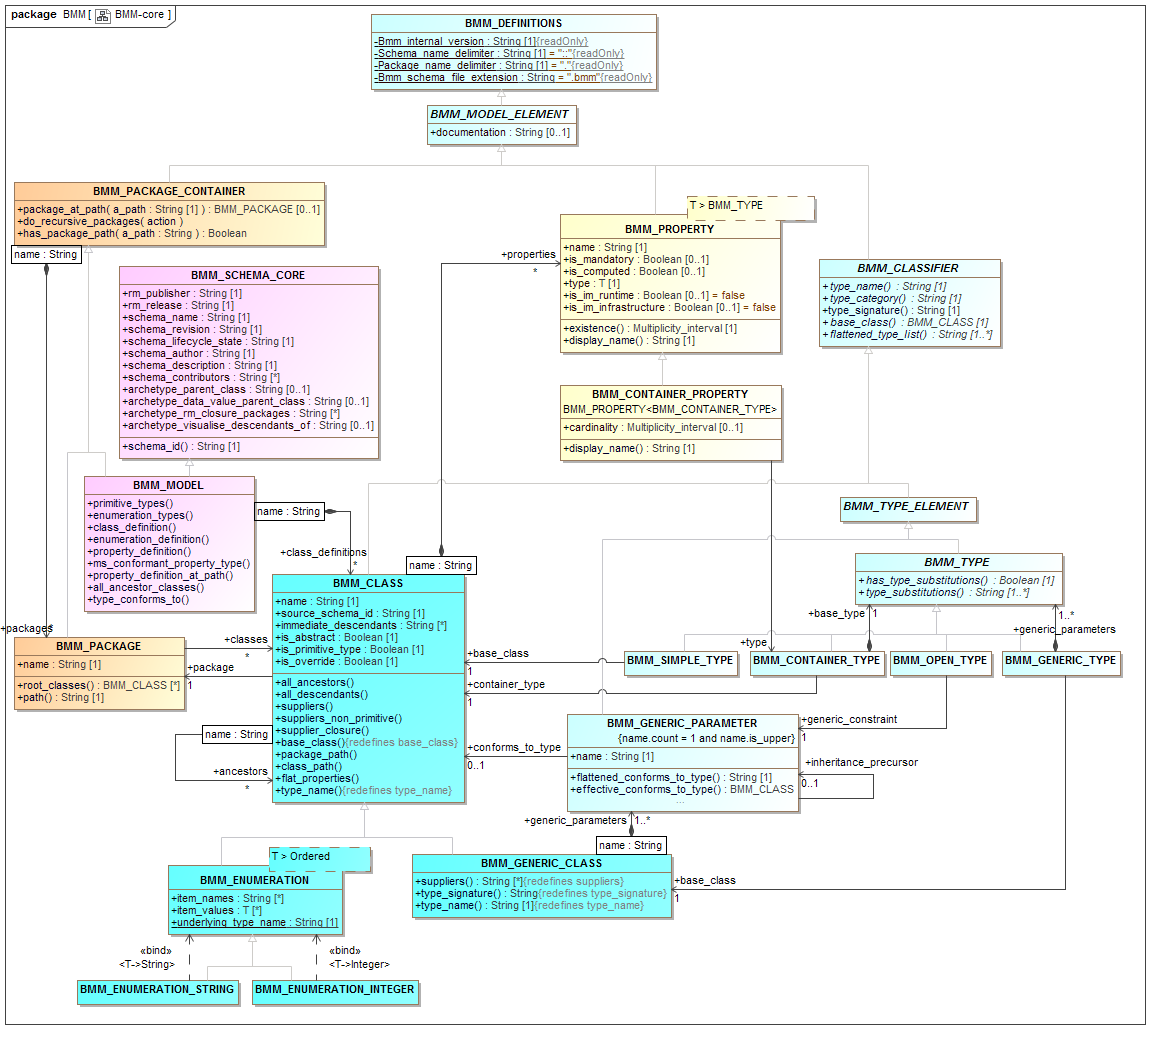 package BMM [ BMM-core ]
BMM_DEFINITIONS
-Bmm_internal_version : String [1]{readOnly}
-Schema_name_delimiter : String [1] = "::"{readOnly}
-Package_name_delimiter : String [1] = "."{readOnly}
-Bmm_schema_file_extension : String = ".bmm"{readOnly}
BMM_MODEL_ELEMENT
+documentation : String [0..1]
BMM_PACKAGE_CONTAINER
+package_at_path( a_path : String [1] ) : BMM_PACKAGE [0..1]
+do_recursive_packages( action )
+has_package_path( a_path : String ) : Boolean
name : String
T > BMM_TYPE
BMM_PROPERTY
+name : String [1]
+is_mandatory : Boolean [0..1]
+is_computed : Boolean [0..1]
+type : T [1]
+is_im_runtime : Boolean [0..1] = false
+is_im_infrastructure : Boolean [0..1] = false
+existence() : Multiplicity_interval [1]
+display_name() : String [1]
+properties
*
BMM_CLASSIFIER
+type_name() : String [1]
+type_category() : String [1]
+type_signature() : String [1]
+base_class() : BMM_CLASS [1]
+flattened_type_list() : String [1..*]
BMM_SCHEMA_CORE
+rm_publisher : String [1]
+rm_release : String [1]
+schema_name : String [1]
+schema_revision : String [1]
+schema_lifecycle_state : String [1]
+schema_author : String [1]
+schema_description : String [1]
+schema_contributors : String [*]
+archetype_parent_class : String [0..1]
+archetype_data_value_parent_class : String [0..1]
+archetype_rm_closure_packages : String [*]
+archetype_visualise_descendants_of : String [0..1]
+schema_id() : String [1]
BMM_CONTAINER_PROPERTY
BMM_PROPERTY<BMM_CONTAINER_TYPE>
+cardinality : Multiplicity_interval [0..1]
+display_name() : String [1]
BMM_MODEL
+primitive_types()
+enumeration_types()
+class_definition()
+enumeration_definition()
+property_definition()
+ms_conformant_property_type()
+property_definition_at_path()
+all_ancestor_classes()
+type_conforms_to()
name : String
+class_definitions
*
name : String
BMM_TYPE_ELEMENT
BMM_TYPE
+has_type_substitutions() : Boolean [1]
+type_substitutions() : String [1..*]
+base_type
1
1..*
+generic_parameters
+packages
*
BMM_PACKAGE
+name : String [1]
+root_classes() : BMM_CLASS [*]
+path() : String [1]
+classes
*
+package
1
BMM_CLASS
+name : String [1]
+source_schema_id : String [1]
+immediate_descendants : String [*]
+is_abstract : Boolean [1]
+is_primitive_type : Boolean [1]
+is_override : Boolean [1]
+all_ancestors()
+all_descendants()
+suppliers()
+suppliers_non_primitive()
+supplier_closure()
+base_class(){redefines base_class}
+package_path()
+class_path()
+flat_properties()
+type_name(){redefines type_name}
name : String
+ancestors
*
+base_class
1
+container_type
1
+type
BMM_SIMPLE_TYPE
BMM_CONTAINER_TYPE
BMM_OPEN_TYPE
BMM_GENERIC_TYPE
+conforms_to_type
0..1
BMM_GENERIC_PARAMETER
{name.count = 1 and name.is_upper}
+name : String [1]
+flattened_conforms_to_type() : String [1]
+effective_conforms_to_type() : BMM_CLASS
...
+generic_constraint
1
+inheritance_precursor
0..1
+generic_parameters
1..*
name : String
T > Ordered
BMM_ENUMERATION
+item_names : String [*]
+item_values : T [*]
+underlying_type_name : String [1]
BMM_GENERIC_CLASS
+suppliers() : String [*]{redefines suppliers}
+type_signature() : String{redefines type_signature}
+type_name() : String [1]{redefines type_name}
+base_class
1
«bind»
<T->String>
«bind»
<T->Integer>
BMM_ENUMERATION_STRING
BMM_ENUMERATION_INTEGER